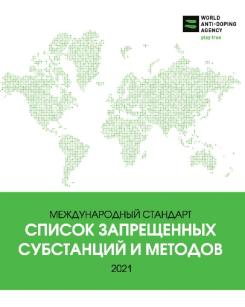 WORLD
ANTI-DOPING
AGENCY
play true
МЕЖДУНАРОДНЫЙ СТАНДАРТ
СПИСОК ЗАПРЕЩЕННЫХ
СУБСТАНЦИЙ И МЕТОДОВ
2021